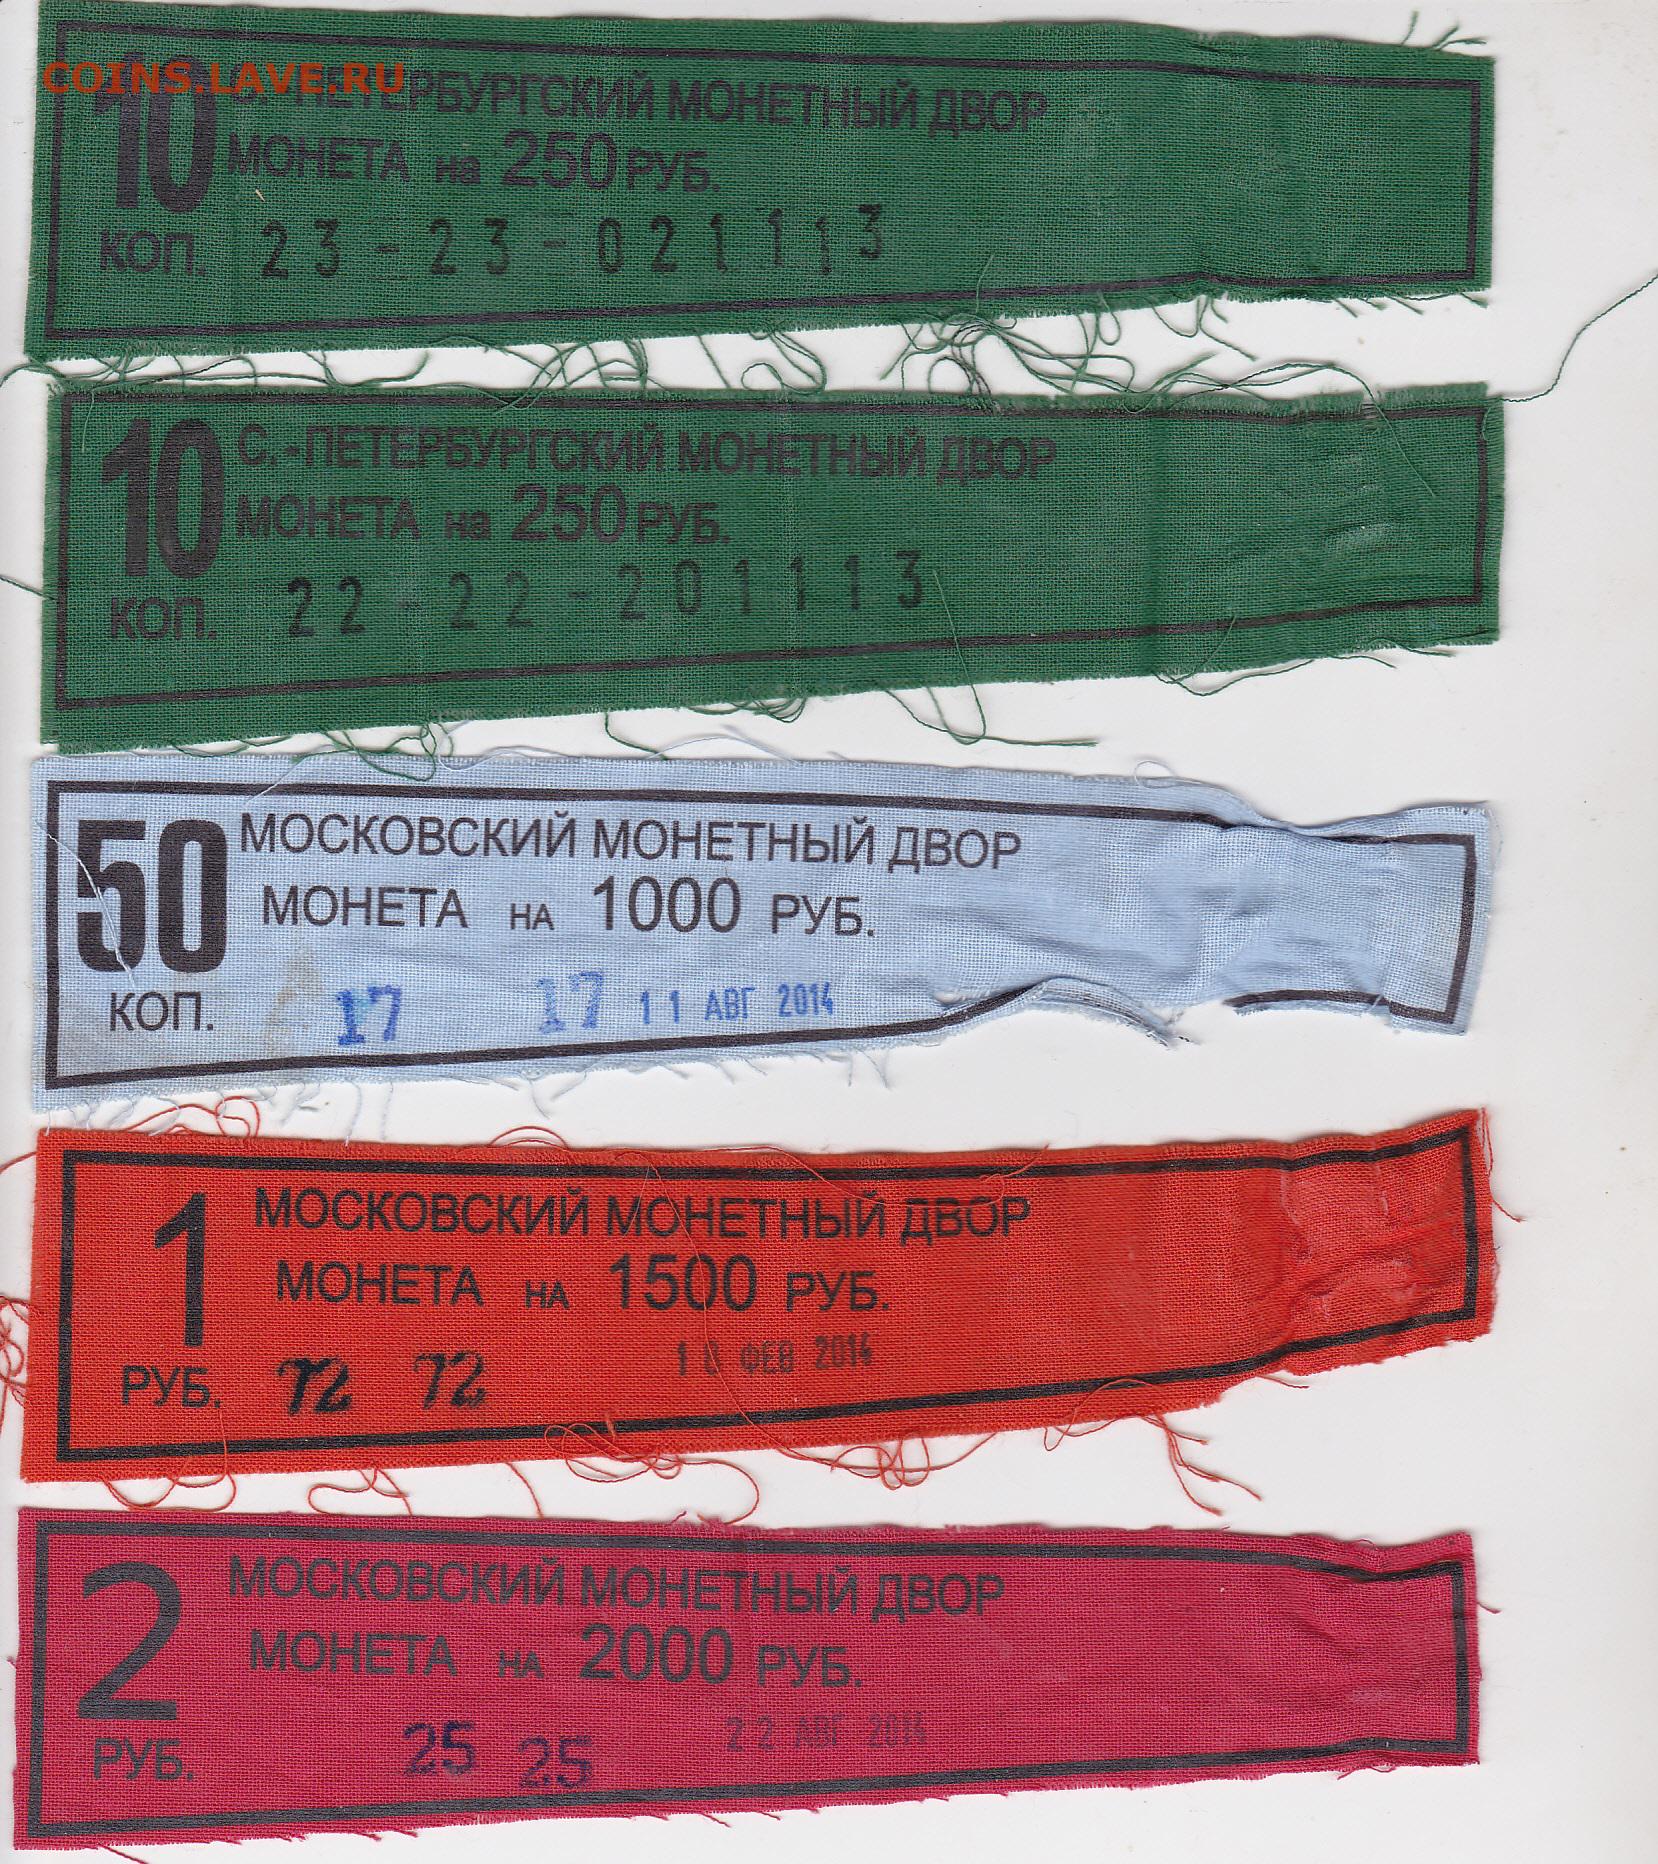 COINS.LAVE.RU
10 С.-ПЕТЕРБУРГСКИЙ МОНЕТНЫЙ ДВОР
МОНЕТА на 250 РУБ.
КОП. 23-23-021113
10 С.-ПЕТЕРБУРГСКИЙ МОНЕТНЫЙ ДВОР
МОНЕТА на 250 РУБ.
КОП. 22-22-201113
50 МОСКОВСКИЙ МОНЕТНЫЙ ДВОР
МОНЕТА НА 1000 РУБ.
КОП. 17 17 11 АВГ 2014
1 МОСКОВСКИЙ МОНЕТНЫЙ ДВОР
МОНЕТА НА 1500 РУБ.
РУБ. 72 72 ФЕВ 2014
2 МОСКОВСКИЙ МОНЕТНЫЙ ДВОР
МОНЕТА НА 2000 РУБ.
РУБ. 25 25 22 АВГ 2014